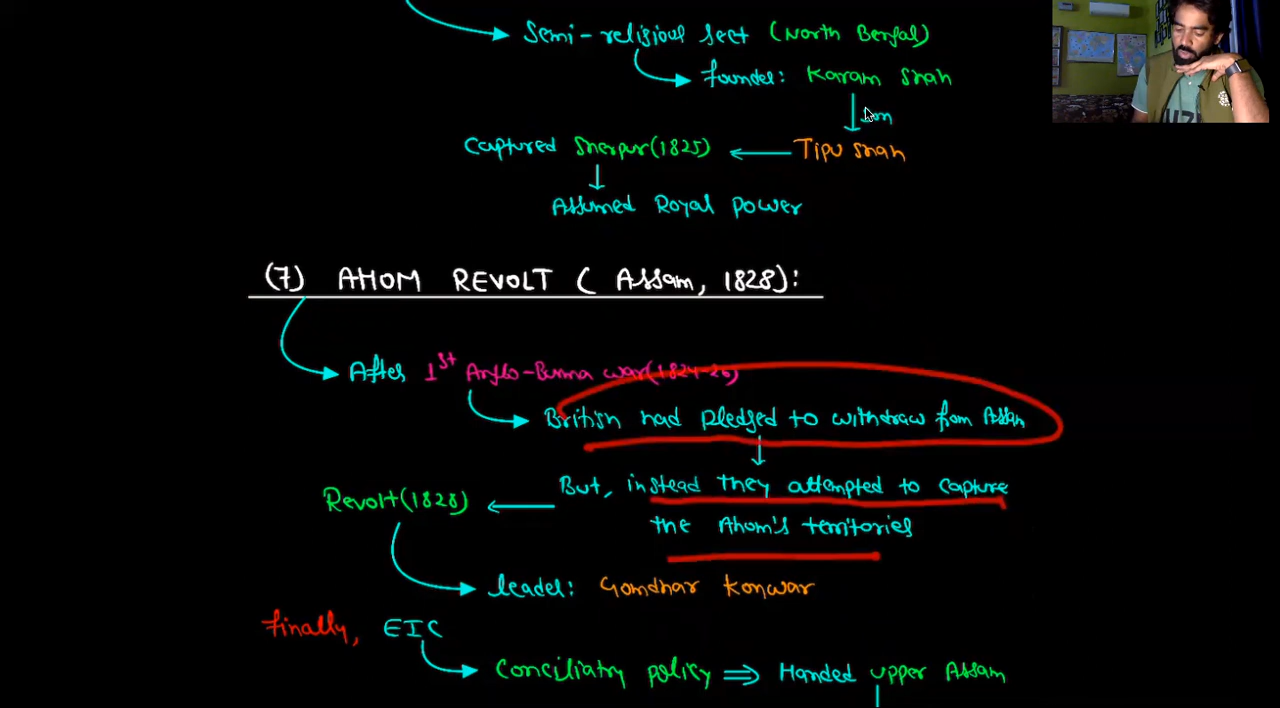 Semi-religious sect (North Bengal)
founder: Karam Shah
son
Captured Sherpur(1825) ← Tipu Shah
Assumed Royal Power
(7) AHOM REVOLT ( Assam, 1828):
After 1st Anglo-Burma war(1824-26)
British had pledged to withdraw from Assam
But, instead they attempted to capture
Revolt(1828) ←
the Ahom's territories
leader: Gomdhar Konwar
finally, EIC
Conciliatry policy ⇒ Handed upper Assam